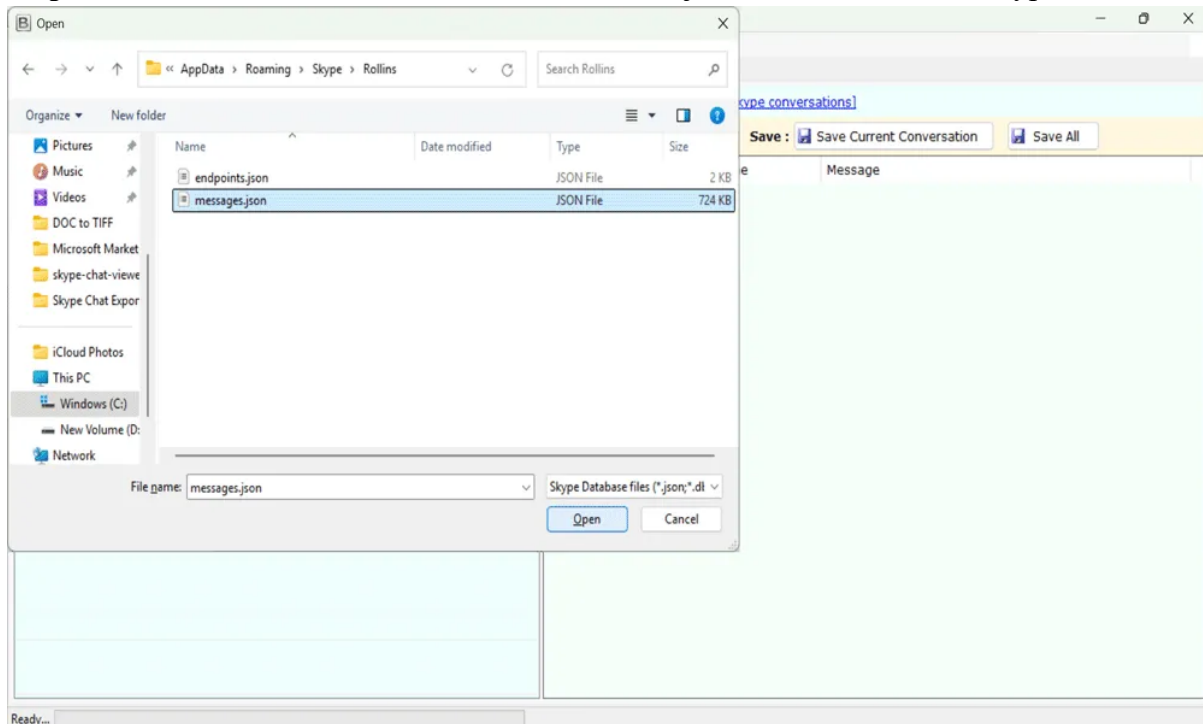 B Open
« AppData > Roaming > Skype > Rollins
Search Rollins
Organize
New folder
Pictures
Music
Videos
DOC to TIFF
Microsoft Market
skype-chat-viewe
Skype Chat Expor
iCloud Photos
This PC
Windows (C:)
New Volume (D:
Network
Name Date modified Type Size
endpoints.json JSON File 2 KB
messages.json JSON File 724 KB
File name: messages.json
Skype Database files (*.json;*.db
Open Cancel
kype conversations]
Save : Save Current Conversation Save All
e Message
Ready...